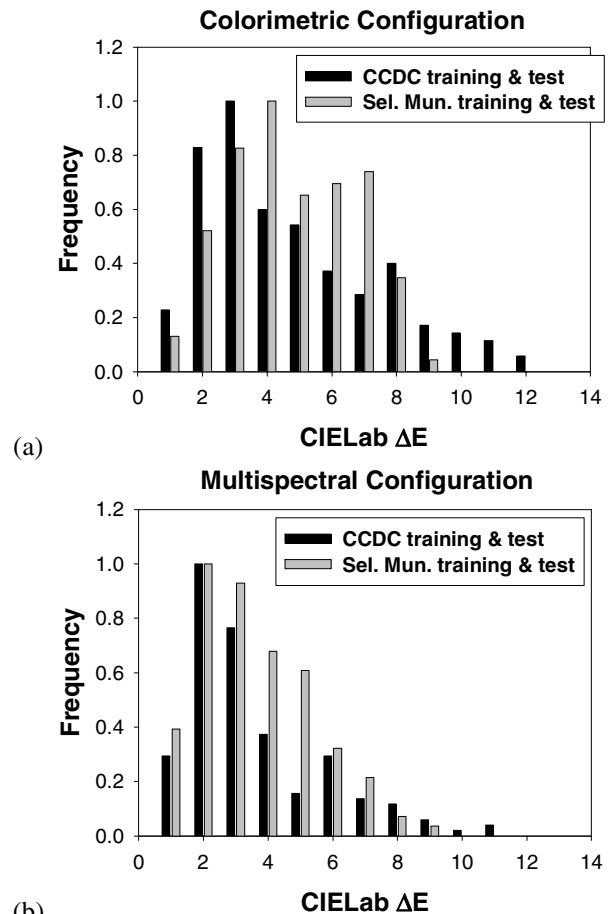 Colorimetric Configuration
CCDC training & test
Sel. Mun. training & test
Frequency
1.2
1.0
0.8
0.6
0.4
0.2
0.0
0 2 4 6 8 10 12 14
CIELab ΔE
(a)
Multispectral Configuration
CCDC training & test
Sel. Mun. training & test
Frequency
1.2
1.0
0.8
0.6
0.4
0.2
0.0
0 2 4 6 8 10 12 14
CIELab ΔE
(b)